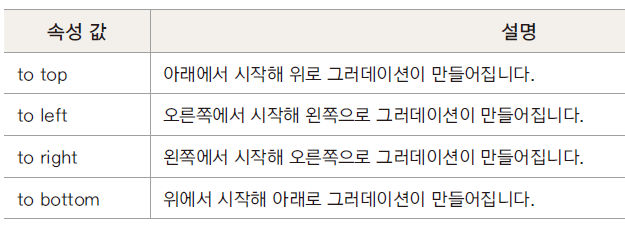 속성 값 설명
to top 아래에서 시작해 위로 그러데이션이 만들어집니다.
to left 오른쪽에서 시작해 왼쪽으로 그러데이션이 만들어집니다.
to right 왼쪽에서 시작해 오른쪽으로 그러데이션이 만들어집니다.
to bottom 위에서 시작해 아래로 그러데이션이 만들어집니다.